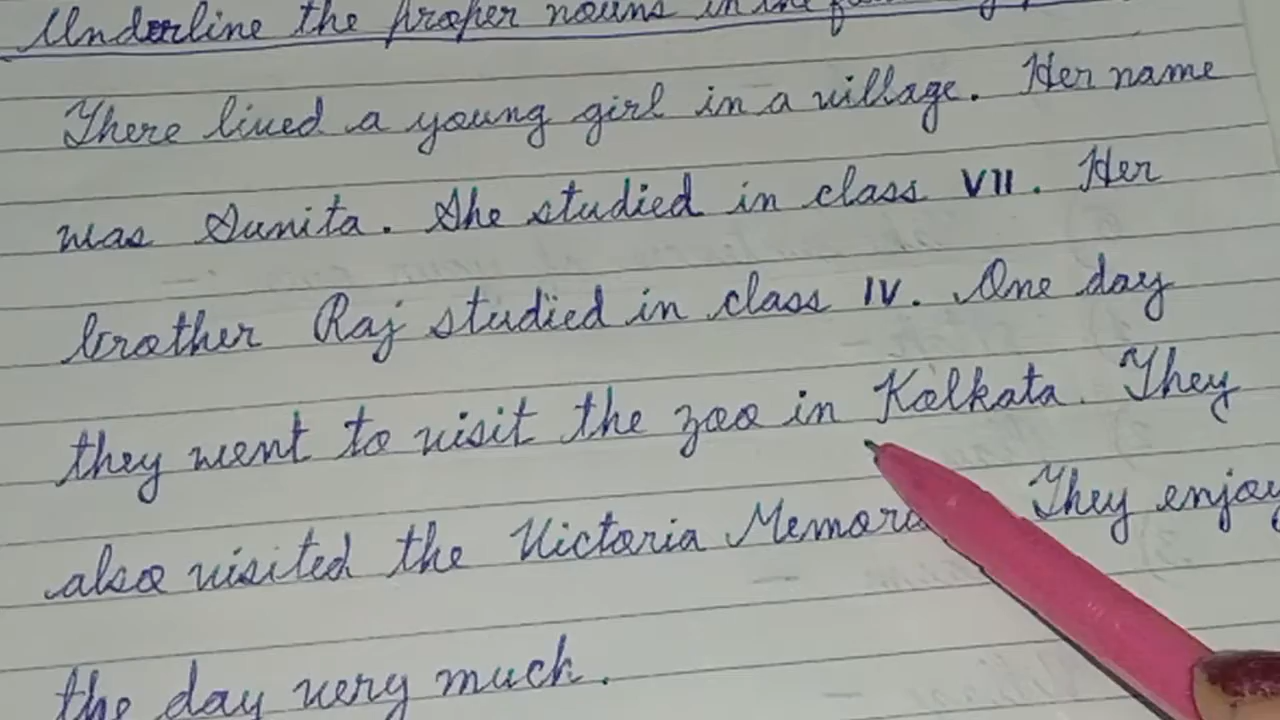 Underline the proper nouns in the
There lived a young girl in a village. Her name
was Sunita. She studied in class VII. Her
brother Raj studied in class IV. One day
they went to visit the zoo in Kolkata. They
also visited the Victoria They enjoy
the day very much.